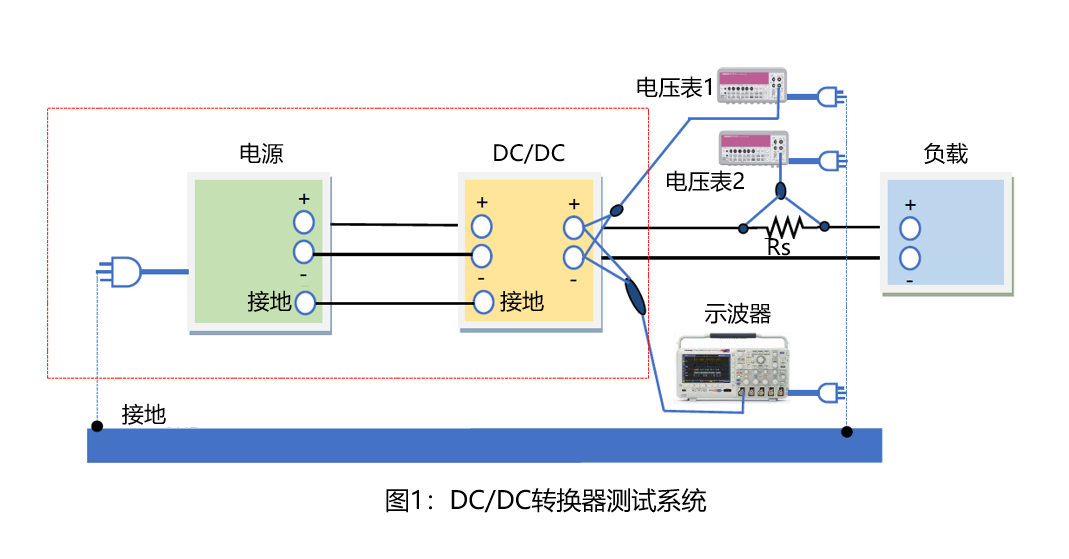 电压表1
电源
DC/DC
电压表2
负载
+
+
+
+
Rs
-
-
-
-
接地
接地
示波器
接地
图1：DC/DC转换器测试系统